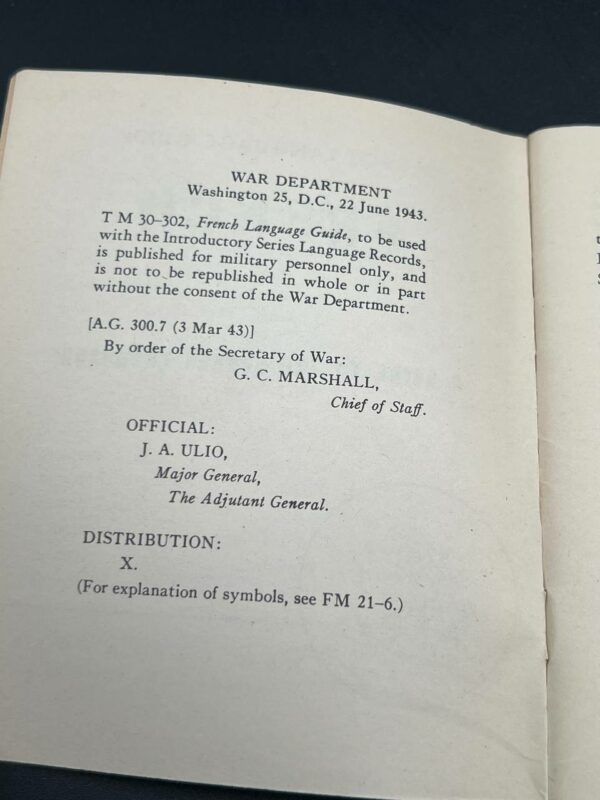 WAR DEPARTMENT
Washington 25, D.C., 22 June 1943.
T M 30-302, French Language Guide, to be used
with the Introductory Series Language Records,
is published for military personnel only, and
is not to be republished in whole or in part
without the consent of the War Department.
[A.G. 300.7 (3 Mar 43)]
By order of the Secretary of War:
G. C. MARSHALL,
Chief of Staff.
OFFICIAL:
J. A. ULIO,
Major General,
The Adjutant General.
DISTRIBUTION:
X.
(For explanation of symbols, see FM 21-6.)